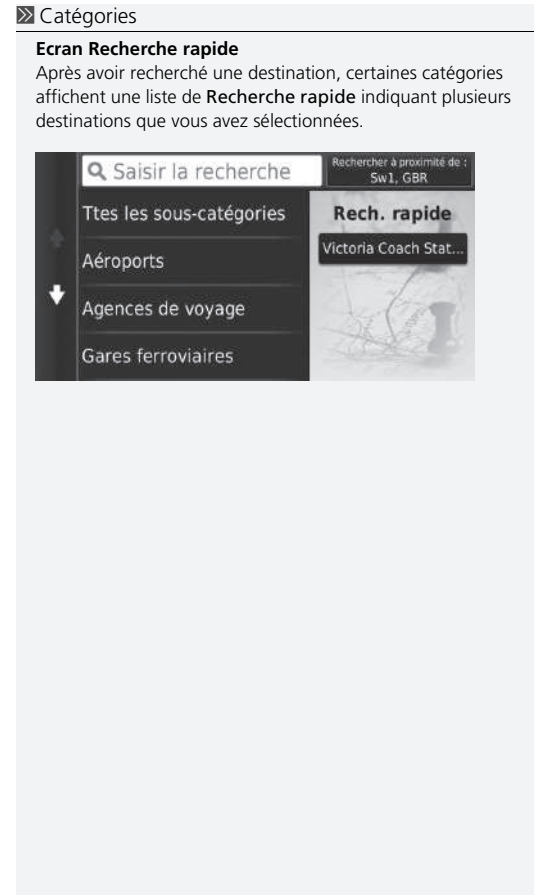 Catégories
Ecran Recherche rapide
Après avoir recherché une destination, certaines catégories
affichent une liste de Recherche rapide indiquant plusieurs
destinations que vous avez sélectionnées.
Saisir la recherche
Rechercher à proximité de :
Sw1, GBR
Ttes les sous-catégories
Rech. rapide
Victoria Coach Stat...
Aéroports
Agences de voyage
Gares ferroviaires